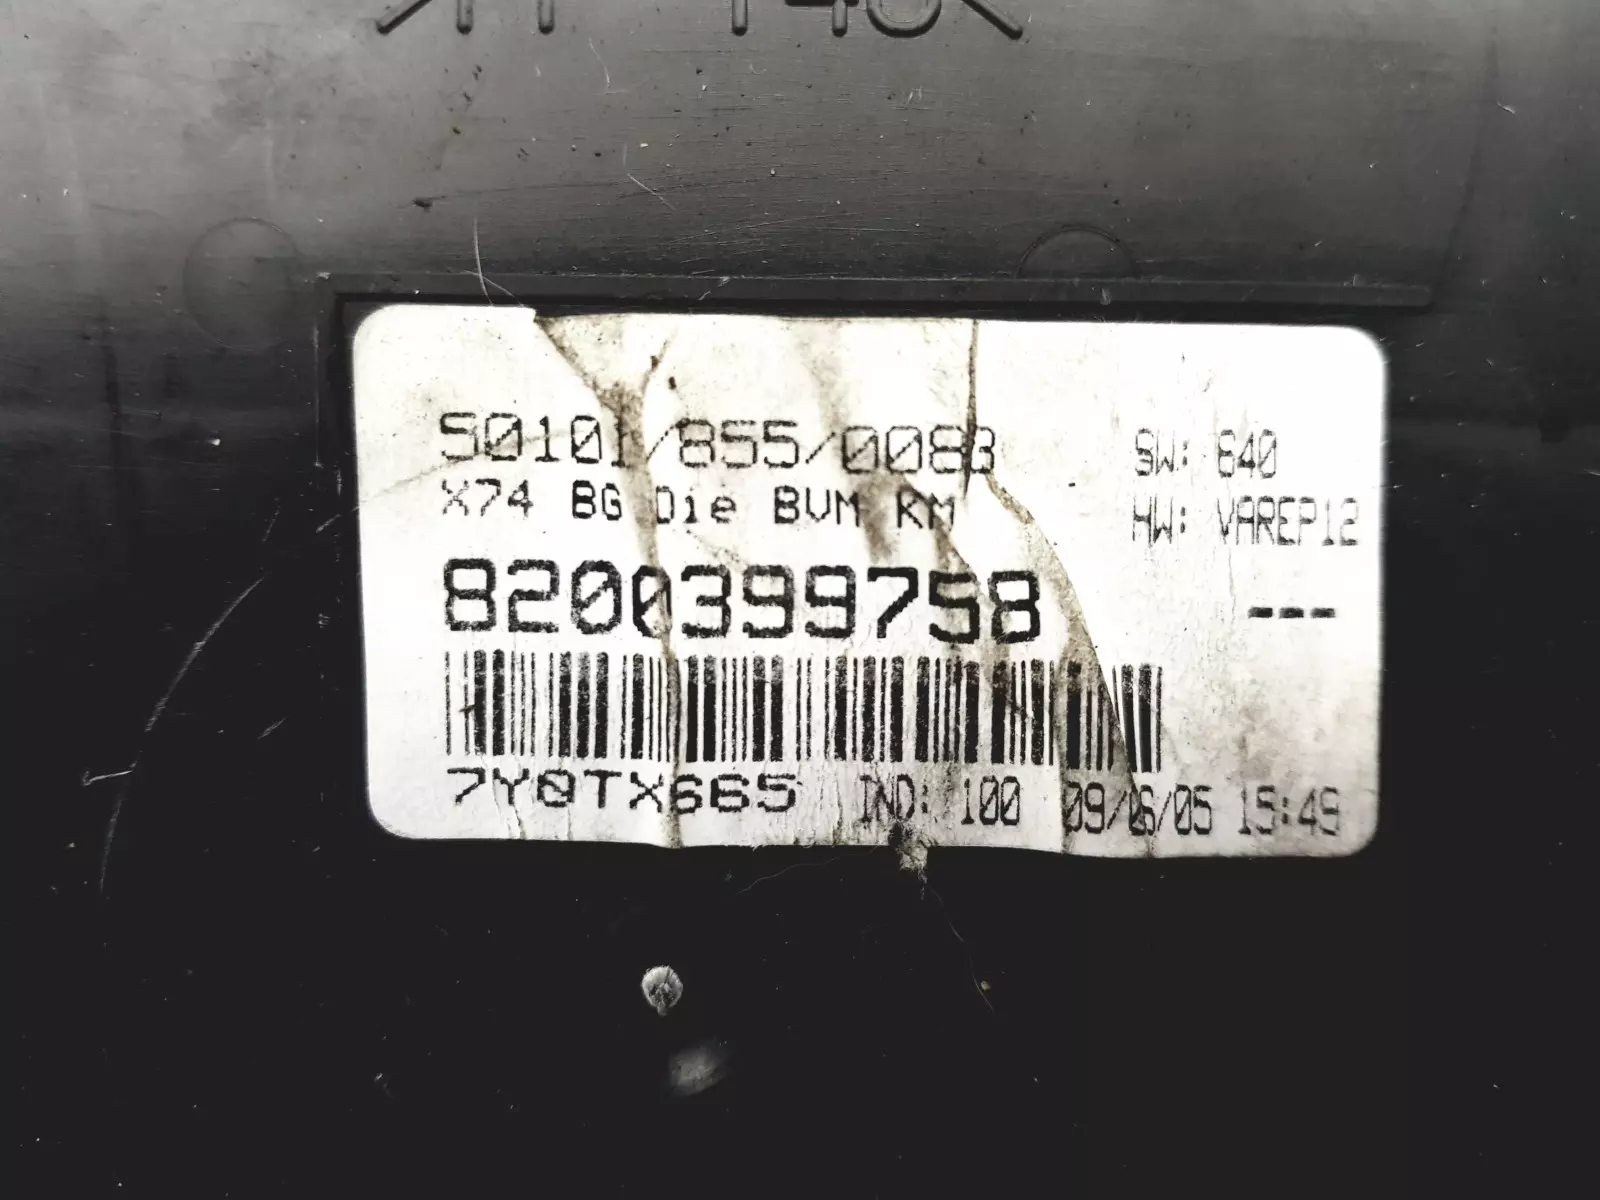 50101/855/0083
SW: 640
X74 BG Die BVM KM
HW: VAREP12
8200399758
---
7Y0TX665 IND: 100 09/06/05 15:49